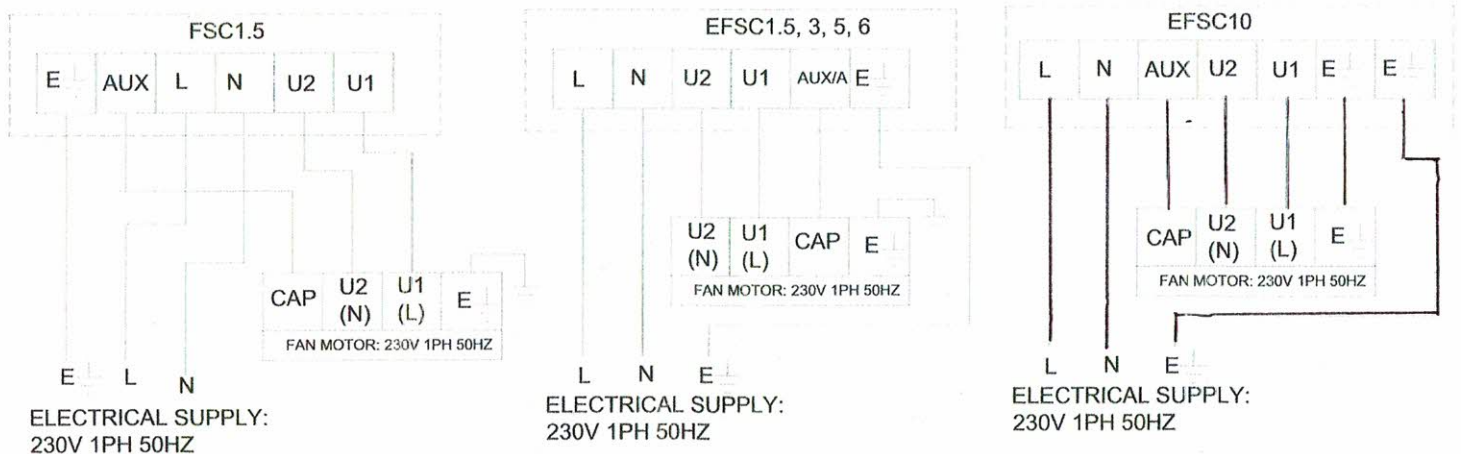 FSC1.5
E AUX L N U2 U1
CAP U2 (N) U1 (L) E
FAN MOTOR: 230V 1PH 50HZ
E L N
ELECTRICAL SUPPLY:
230V 1PH 50HZ
EFSC1.5, 3, 5, 6
L N U2 U1 AUX/A E
U2 (N) U1 (L) CAP E
FAN MOTOR: 230V 1PH 50HZ
L N E
ELECTRICAL SUPPLY:
230V 1PH 50HZ
EFSC10
L N AUX U2 U1 E E
CAP U2 (N) U1 (L) E
FAN MOTOR: 230V 1PH 50HZ
L N E
ELECTRICAL SUPPLY:
230V 1PH 50HZ